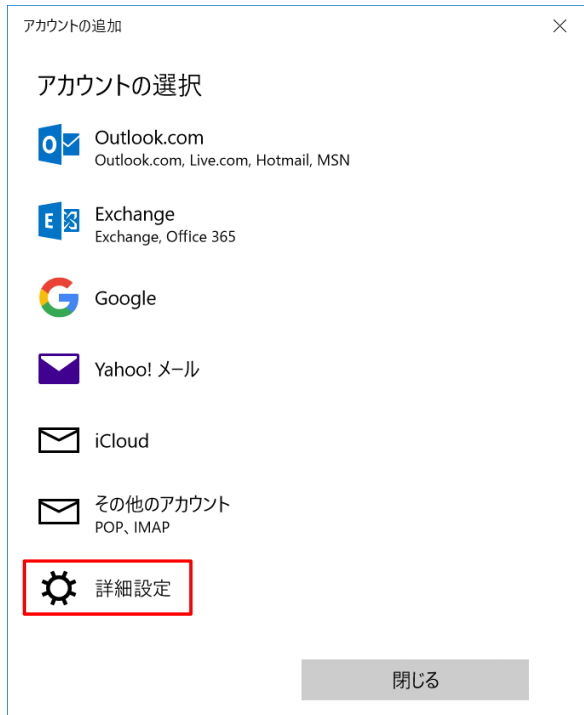 アカウントの追加
アカウントの選択
Outlook.com
Outlook.com, Live.com, Hotmail, MSN
Exchange
Exchange, Office 365
Google
Yahoo! メール
iCloud
その他のアカウント
POP、IMAP
詳細設定
閉じる